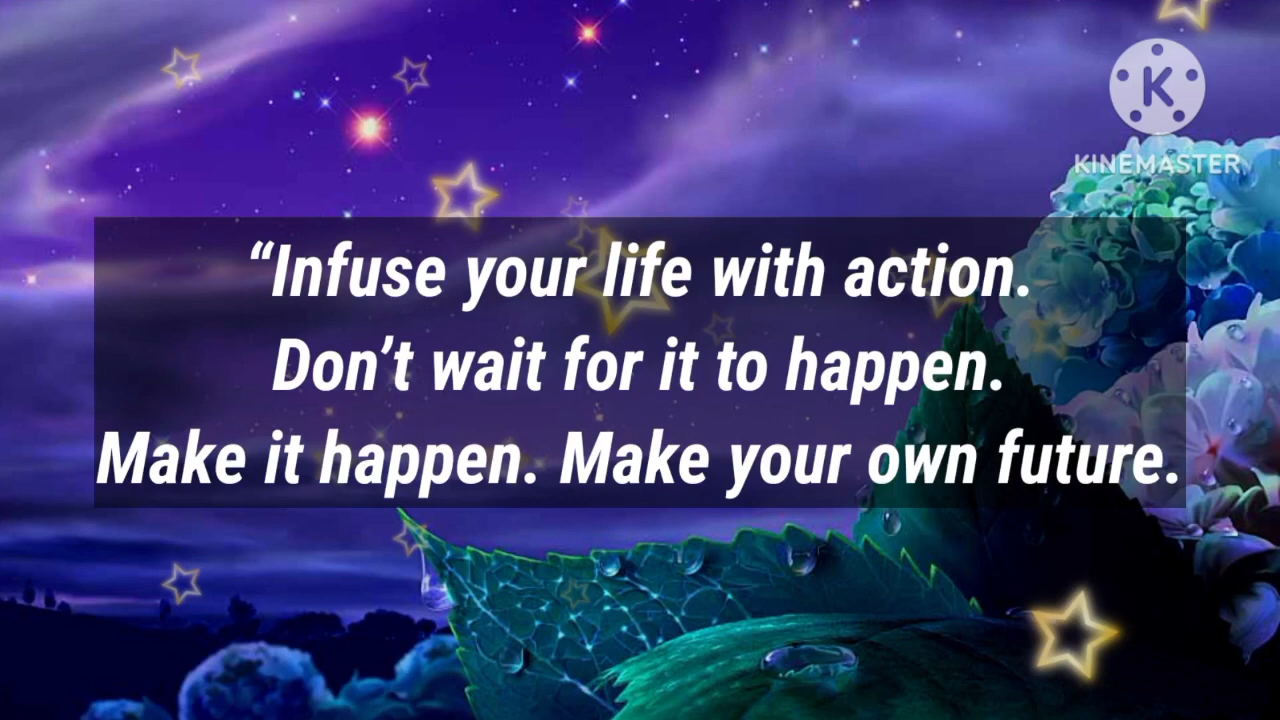 K
KINEMASTER
“Infuse your life with action.
Don’t wait for it to happen.
Make it happen. Make your own future.